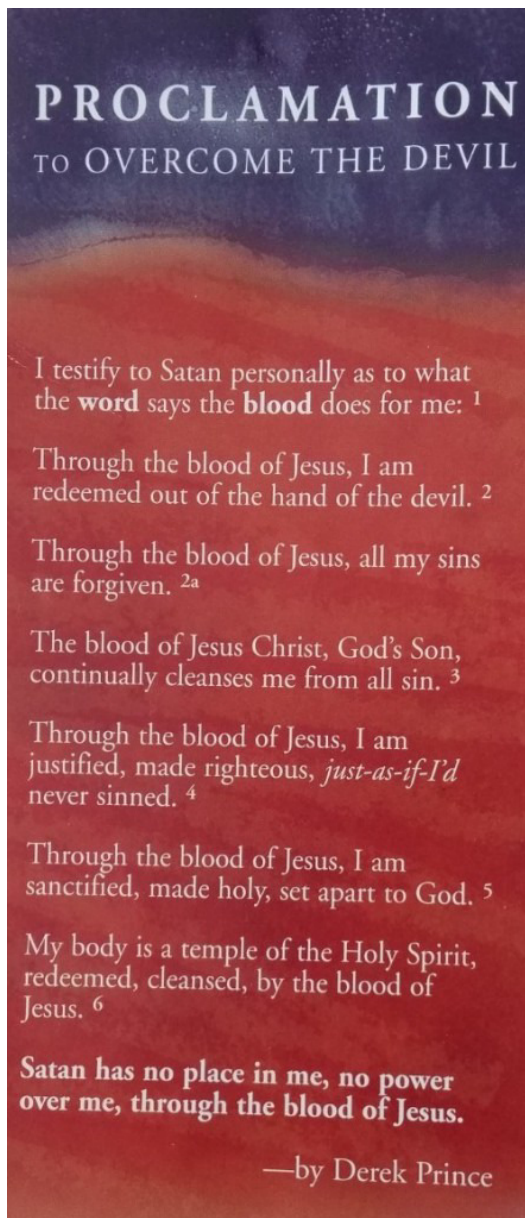 PROCLAMATION
TO OVERCOME THE DEVIL
I testify to Satan personally as to what
the word says the blood does for me: 1
Through the blood of Jesus, I am
redeemed out of the hand of the devil. 2
Through the blood of Jesus, all my sins
are forgiven. 2a
The blood of Jesus Christ, God's Son,
continually cleanses me from all sin. 3
Through the blood of Jesus, I am
justified, made righteous, just-as-if-I'd
never sinned. 4
Through the blood of Jesus, I am
sanctified, made holy, set apart to God. 5
My body is a temple of the Holy Spirit,
redeemed, cleansed, by the blood of
Jesus. 6
Satan has no place in me, no power
over me, through the blood of Jesus.
—by Derek Prince